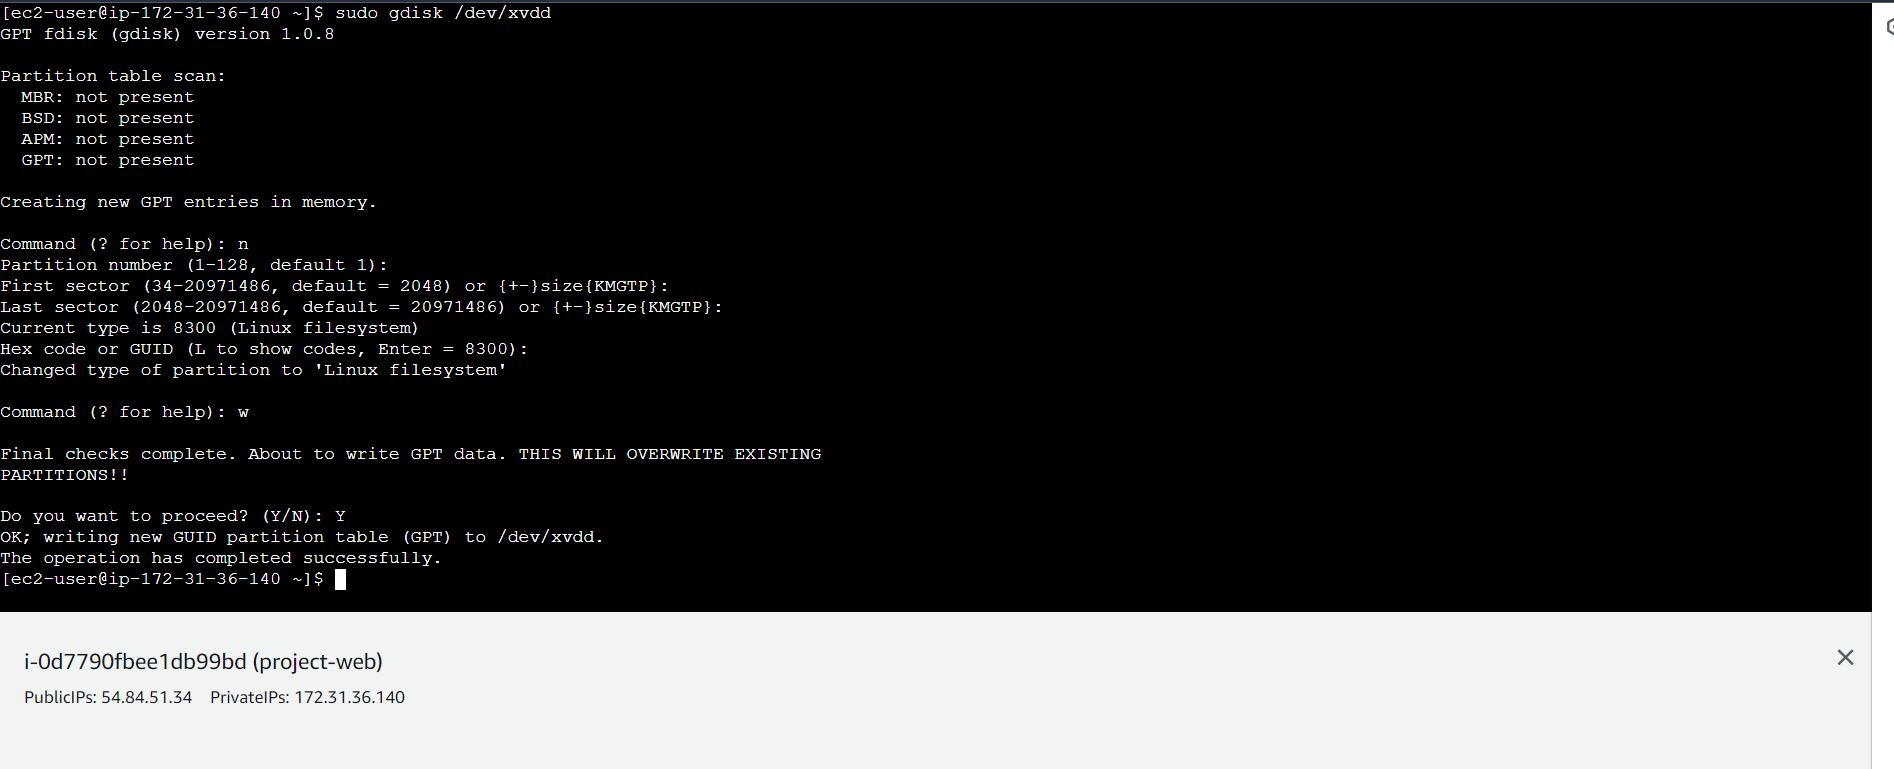 [ec2-user@ip-172-31-36-140 ~]$ sudo gdisk /dev/xvdd
GPT fdisk (gdisk) version 1.0.8
Partition table scan:
  MBR: not present
  BSD: not present
  APM: not present
  GPT: not present
Creating new GPT entries in memory.
Command (? for help): n
Partition number (1-128, default 1):
First sector (34-20971486, default = 2048) or {+-}size{KMGTP}:
Last sector (2048-20971486, default = 20971486) or {+-}size{KMGTP}:
Current type is 8300 (Linux filesystem)
Hex code or GUID (L to show codes, Enter = 8300):
Changed type of partition to 'Linux filesystem'
Command (? for help): w
Final checks complete. About to write GPT data. THIS WILL OVERWRITE EXISTING
PARTITIONS!!
Do you want to proceed? (Y/N): Y
OK; writing new GUID partition table (GPT) to /dev/xvdd.
The operation has completed successfully.
[ec2-user@ip-172-31-36-140 ~]$
i-0d7790fbee1db99bd (project-web)
PublicIPs: 54.84.51.34    PrivateIPs: 172.31.36.140